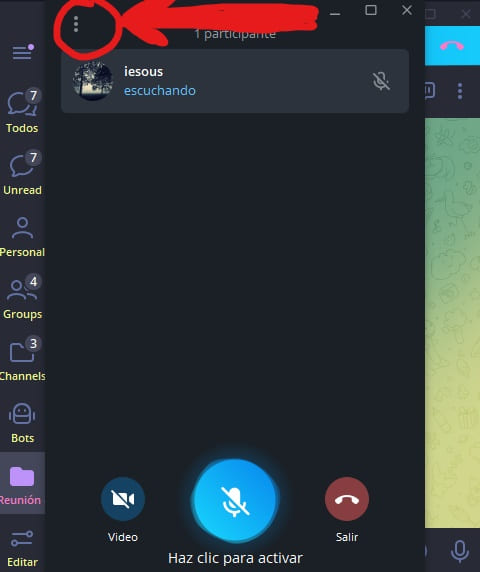 1 participante
iesous
escuchando
7
Todos
7
Unread
Personal
4
Groups
3
Channels
Bots
Reunión
Editar
Video
Salir
Haz clic para activar